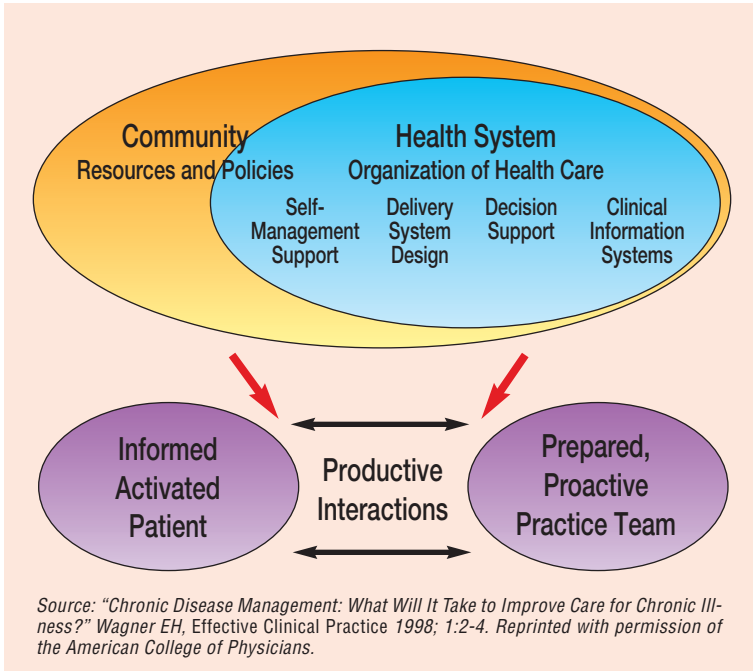 Community
Resources and Policies
Health System
Organization of Health Care
Self-
Management
Support
Delivery
System
Design
Decision
Support
Clinical
Information
Systems
Informed
Activated
Patient
Productive
Interactions
Prepared,
Proactive
Practice Team
Source: “Chronic Disease Management: What Will It Take to Improve Care for Chronic Ill-
ness?” Wagner EH, Effective Clinical Practice 1998; 1:2-4. Reprinted with permission of
the American College of Physicians.